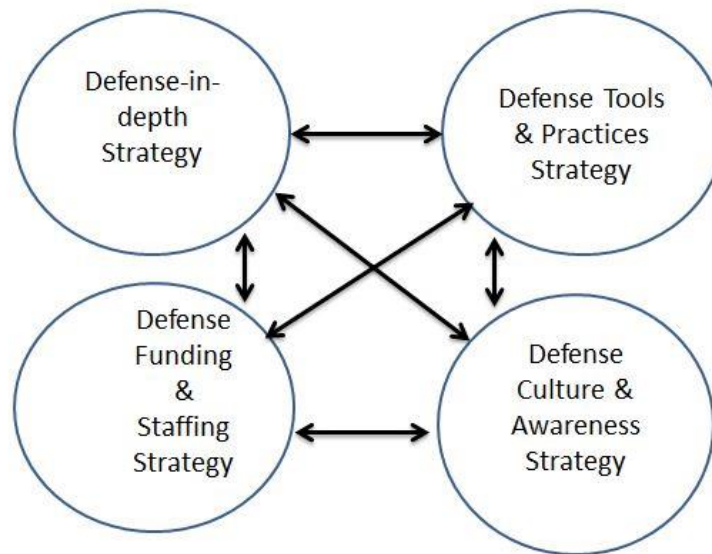 Defense-in-
depth
Strategy
Defense Tools
& Practices
Strategy
Defense
Funding
&
Staffing
Strategy
Defense
Culture &
Awareness
Strategy